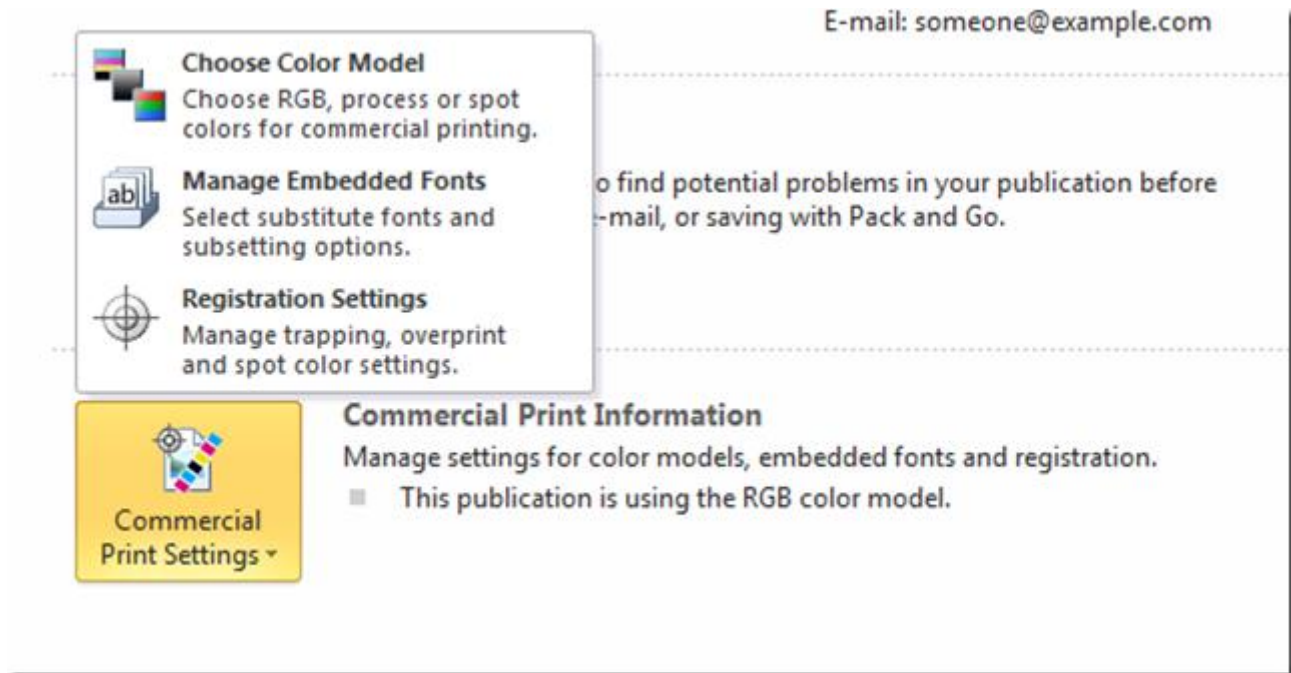 E-mail: someone@example.com
Choose Color Model
Choose RGB, process or spot
colors for commercial printing.
Manage Embedded Fonts
Select substitute fonts and
subsetting options.
Registration Settings
Manage trapping, overprint
and spot color settings.
o find potential problems in your publication before
-mail, or saving with Pack and Go.
Commercial
Print Settings
Commercial Print Information
Manage settings for color models, embedded fonts and registration.
This publication is using the RGB color model.
ab